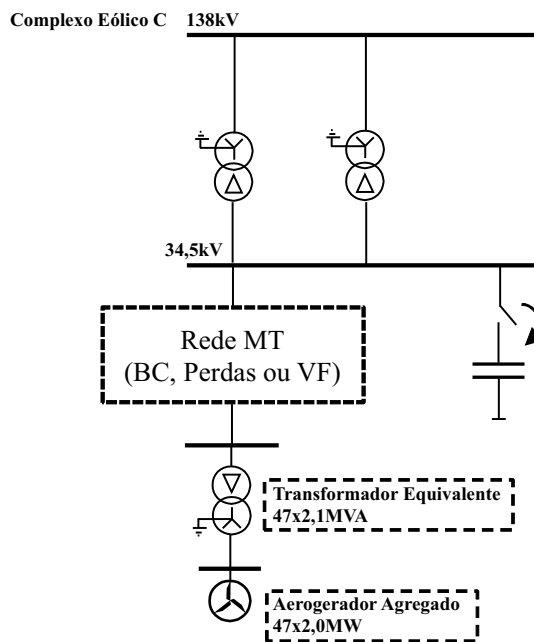 Complexo Eólico C 138kV
34,5kV
Rede MT
(BC, Perdas ou VF)
Transformador Equivalente
47x2,1MVA
Aerogerador Agregado
47x2,0MW